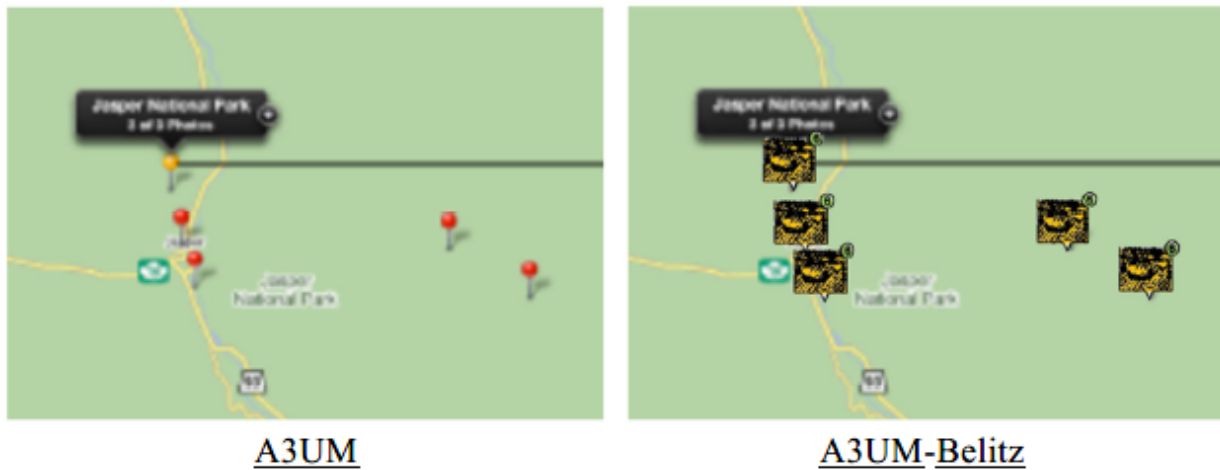 Jasper National Park
3 of 3 Photos
Jasper
Jasper
National Park
93
A3UM
Jasper National Park
3 of 3 Photos
Jasper
National Park
93
A3UM-Belitz